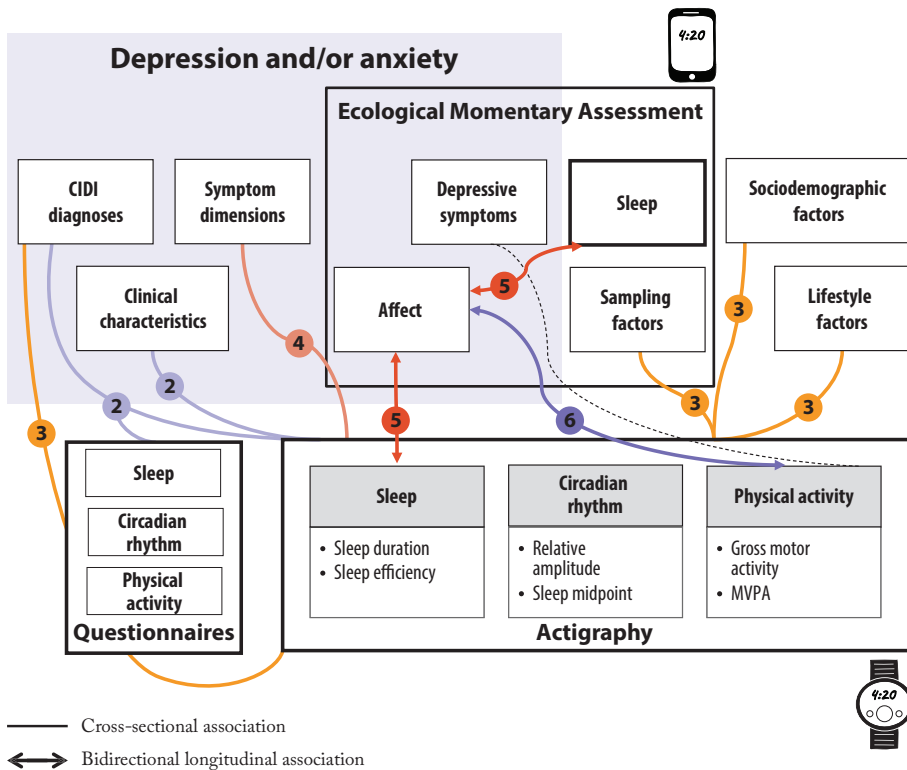 4:20
Depression and/or anxiety
Ecological Momentary Assessment
CIDI
diagnoses
Symptom
dimensions
Depressive
symptoms
Sleep
Sociodemographic
factors
Clinical
characteristics
Affect
5
Sampling
factors
Lifestyle
factors
3
4
2
2
3
3
3
5
6
Sleep
Circadian
rhythm
Physical
activity
Questionnaires
Sleep
• Sleep duration
• Sleep efficiency
Circadian
rhythm
• Relative
amplitude
• Sleep midpoint
Physical activity
• Gross motor
activity
• MVPA
Actigraphy
4:20
Cross-sectional association
Bidirectional longitudinal association